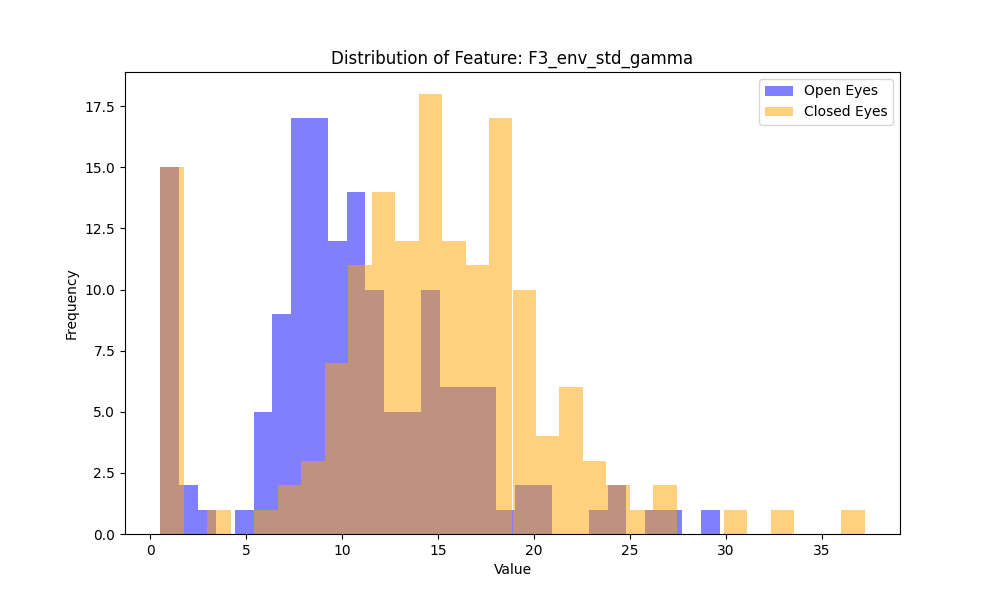 Distribution of Feature: F3_env_std_gamma
Open Eyes
Closed Eyes
17.5
15.0
12.5
10.0
7.5
5.0
2.5
0.0
Frequency
0 5 10 15 20 25 30 35
Value